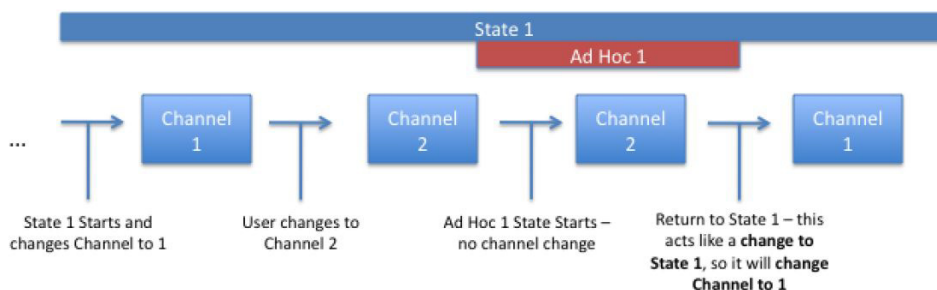 State 1
Ad Hoc 1
...
Channel
1
Channel
2
Channel
2
Channel
1
State 1 Starts and
changes Channel to 1
User changes to
Channel 2
Ad Hoc 1 State Starts –
no channel change
Return to State 1 – this
acts like a change to
State 1, so it will change
Channel to 1